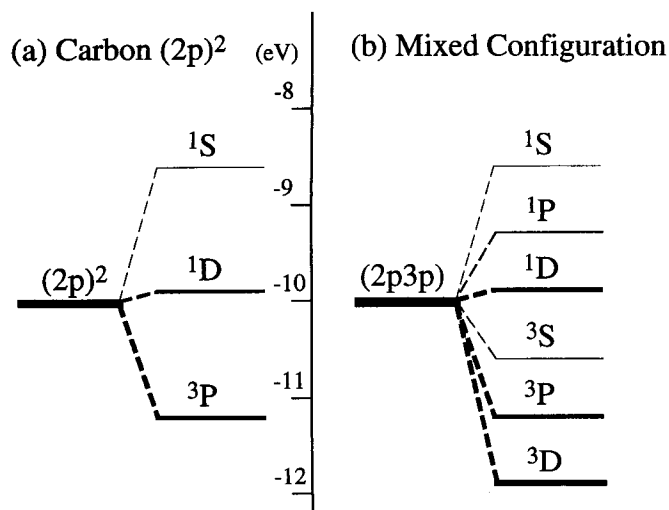 (a) Carbon (2p)²
(eV)
(b) Mixed Configuration
-8
-9
-10
-11
-12
¹S
¹D
(2p)²
³P
¹S
¹P
¹D
(2p3p)
³S
³P
³D